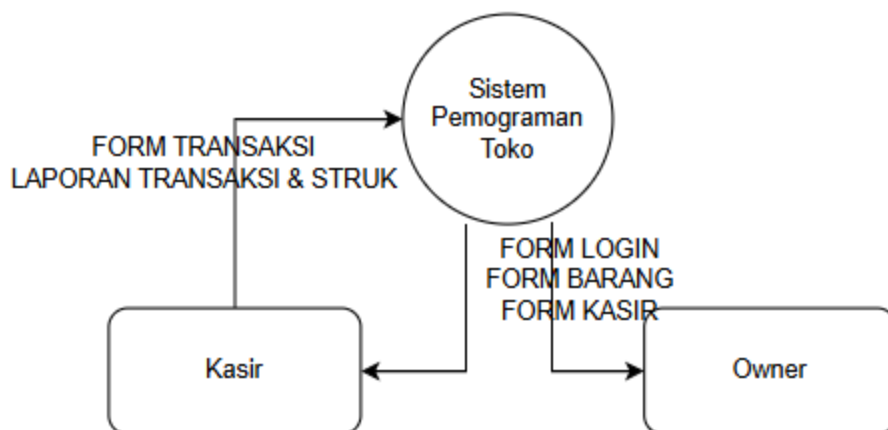 Sistem
Pemograman
Toko
FORM TRANSAKSI
LAPORAN TRANSAKSI & STRUK
FORM LOGIN
FORM BARANG
FORM KASIR
Kasir
Owner